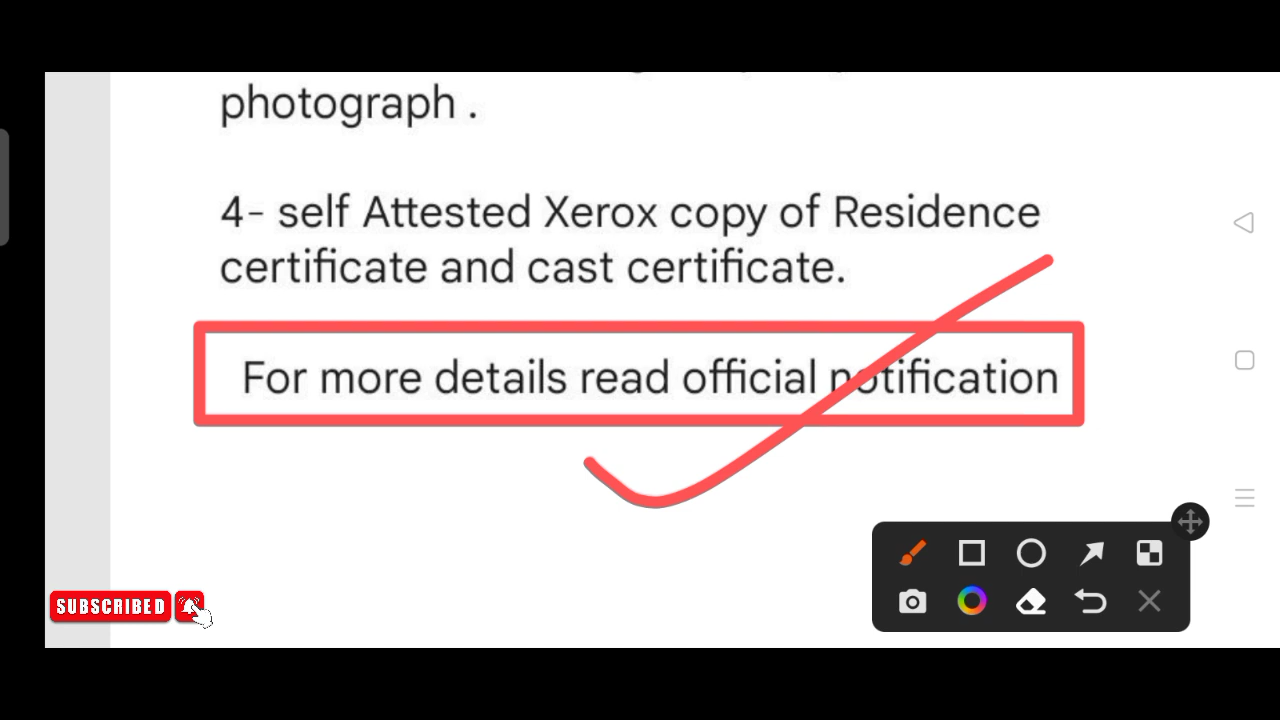 photograph .
4- self Attested Xerox copy of Residence
certificate and cast certificate.
For more details read official notification
SUBSCRIBED